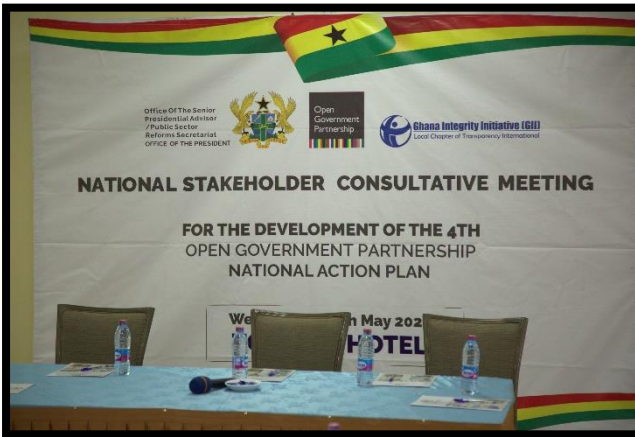 Office Of The Senior
Presidential Advisor
/Public Sector
Reforms Secretariat
OFFICE OF THE PRESIDENT
Open
Government
Partnership
Ghana Integrity Initiative (GII)
Local Chapter of Transparency International
NATIONAL STAKEHOLDER CONSULTATIVE MEETING
FOR THE DEVELOPMENT OF THE 4TH
OPEN GOVERNMENT PARTNERSHIP
NATIONAL ACTION PLAN
May
HOTEL